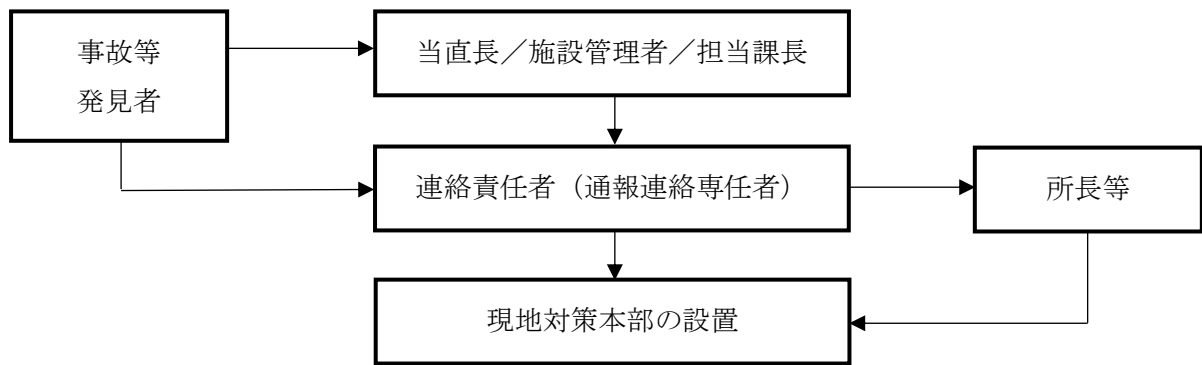 事故等
発見者
当直長／施設管理者／担当課長
連絡責任者（通報連絡専任者）
所長等
現地対策本部の設置